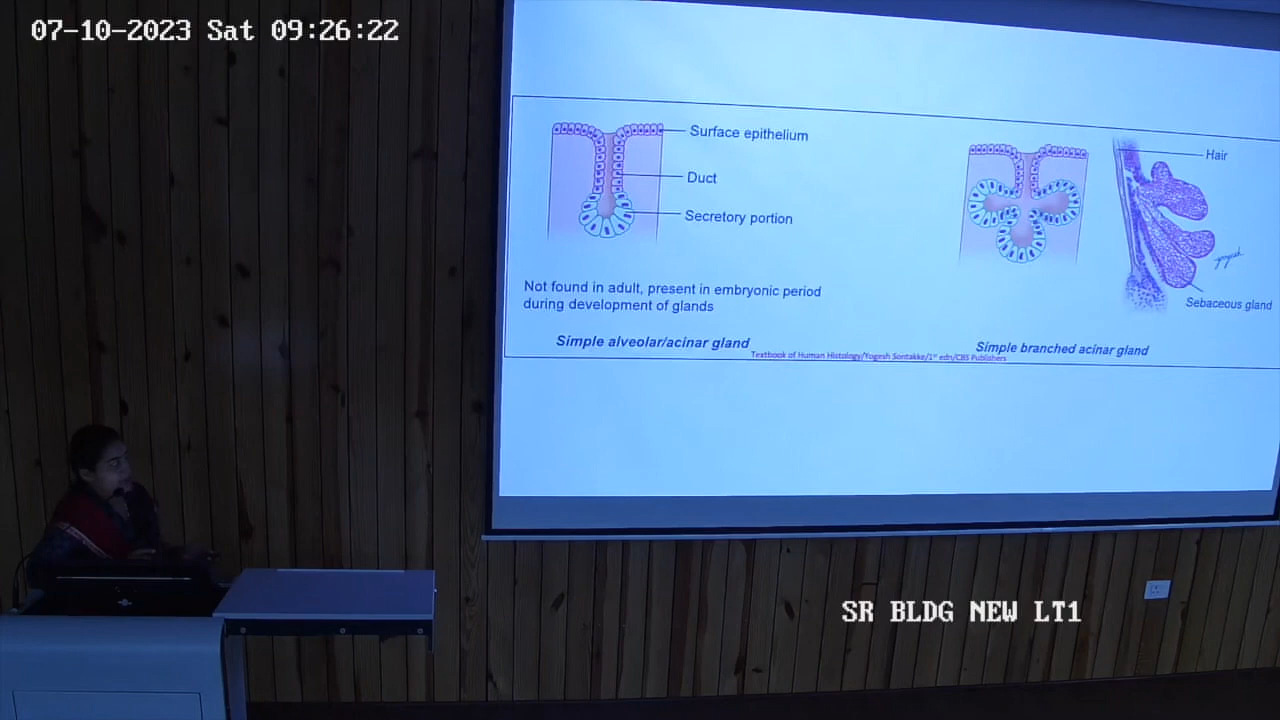 07-10-2023 Sat 09:26:22
Surface epithelium
Duct
Secretory portion
Not found in adult, present in embryonic period
during development of glands
Simple alveolar/acinar gland
Hair
yogesh
Sebaceous gland
Simple branched acinar gland
Textbook of Human Histology/Yogesh Sontakke/1st edn/CBS Publishers
SR BLDG NEW LT1